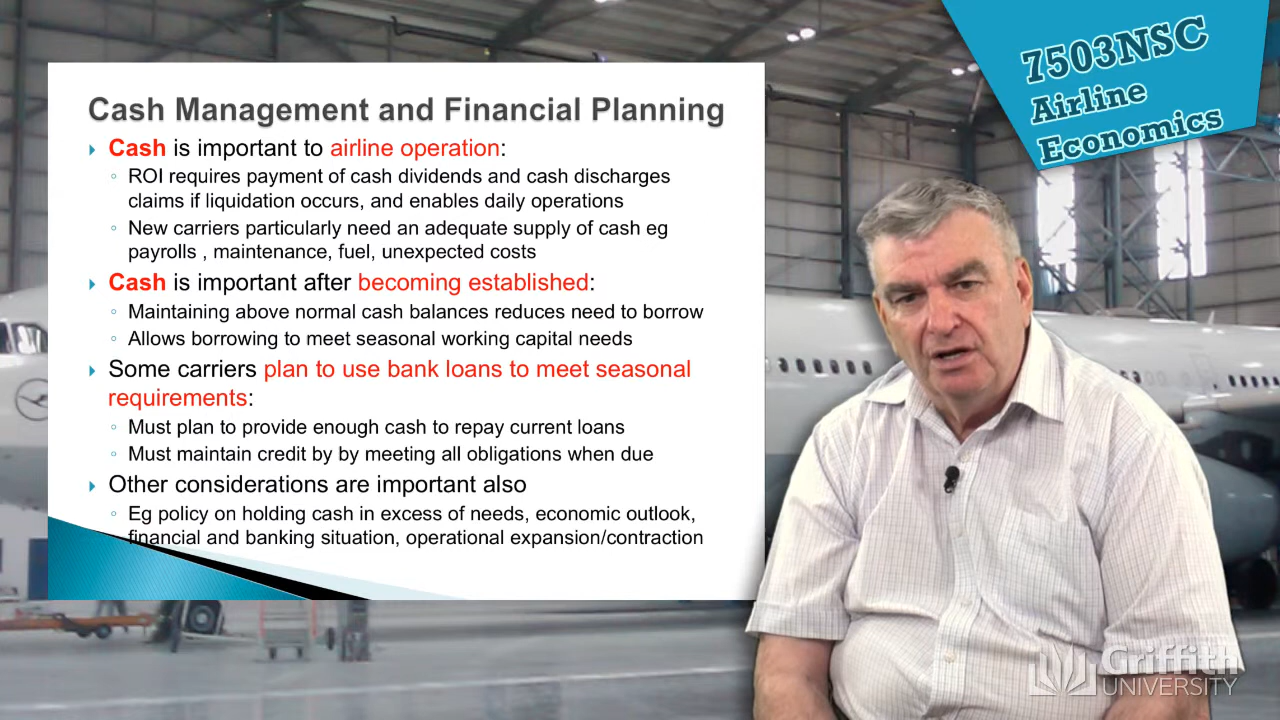 7503NSC
Airline
Economics
Cash Management and Financial Planning
Cash is important to airline operation:
ROI requires payment of cash dividends and cash discharges
claims if liquidation occurs, and enables daily operations
New carriers particularly need an adequate supply of cash eg
payrolls , maintenance, fuel, unexpected costs
Cash is important after becoming established:
Maintaining above normal cash balances reduces need to borrow
Allows borrowing to meet seasonal working capital needs
Some carriers plan to use bank loans to meet seasonal
requirements:
Must plan to provide enough cash to repay current loans
Must maintain credit by by meeting all obligations when due
Other considerations are important also
Eg policy on holding cash in excess of needs, economic outlook,
financial and banking situation, operational expansion/contraction
Griffith
UNIVERSITY